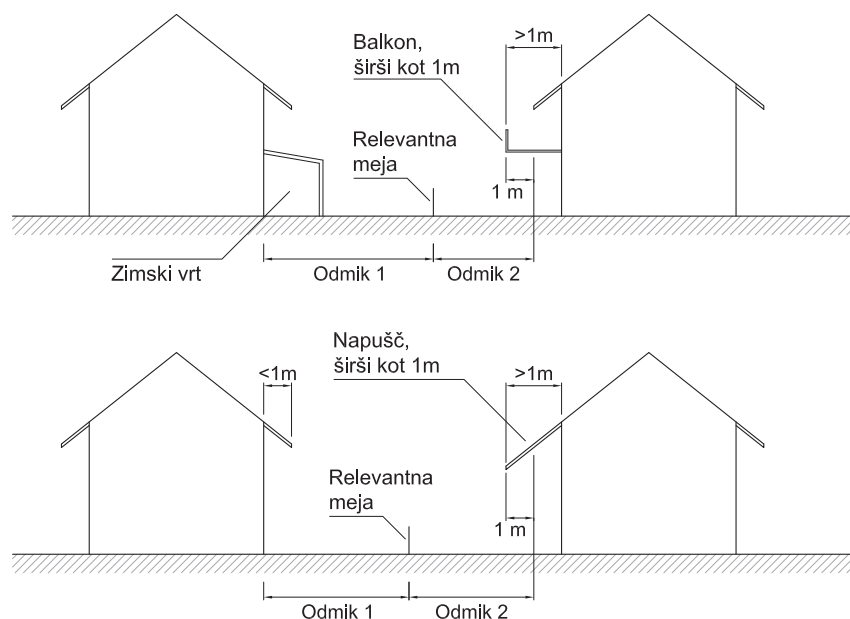 >1m
Balkon,
širši kot 1m
Relevantna
meja
1 m
Zimski vrt
Odmik 1
Odmik 2
Napušč,
širši kot 1m
<1m
>1m
Relevantna
meja
1 m
Odmik 1
Odmik 2